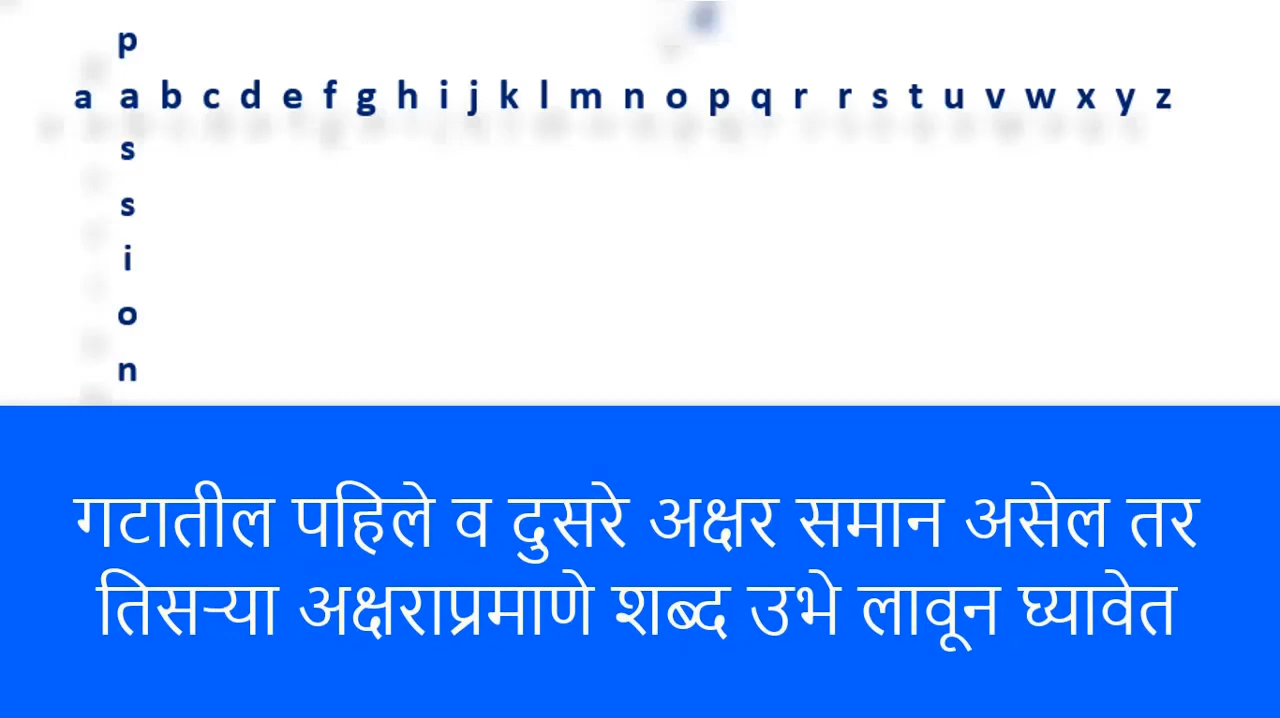 p
a a b c d e f g h i j k l m n o p q r r s t u v w x y z
s
s
i
o
n
गटातील पहिले व दुसरे अक्षर समान असेल तर
तिसऱ्या अक्षराप्रमाणे शब्द उभे लावून घ्यावेत